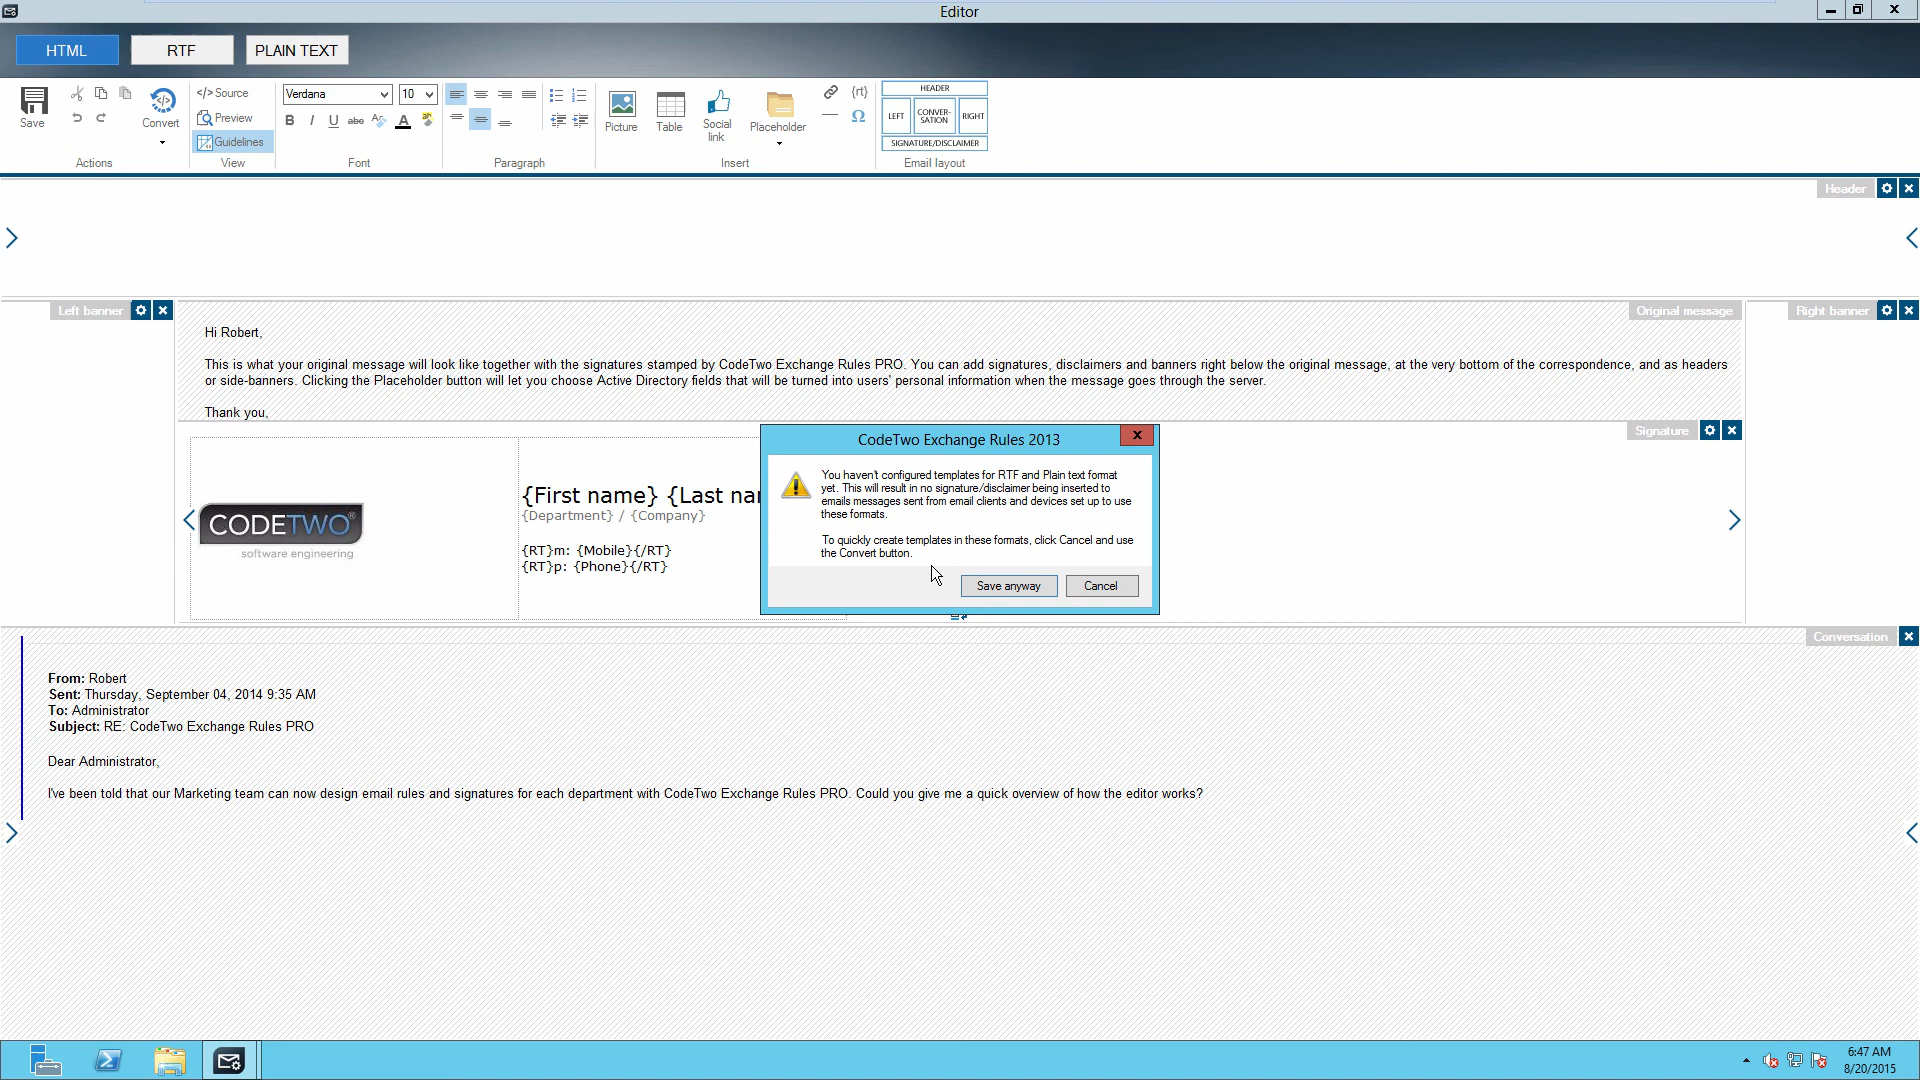 Editor
HTML
RTF
PLAIN TEXT
Save
Convert
</> Source
Preview
Guidelines
Verdana
10
B I U abc A
Picture
Table
Social
link
Placeholder
{rt}
Ω
HEADER
LEFT
CONVER-
SATION
RIGHT
SIGNATURE/DISCLAIMER
Actions
View
Font
Paragraph
Insert
Email layout
Header
Left banner
Original message
Right banner
Hi Robert,
This is what your original message will look like together with the signatures stamped by CodeTwo Exchange Rules PRO. You can add signatures, disclaimers and banners right below the original message, at the very bottom of the correspondence, and as headers
or side-banners. Clicking the Placeholder button will let you choose Active Directory fields that will be turned into users' personal information when the message goes through the server.
Thank you,
Signature
CODETWO®
software engineering
{First name} {Last na
{Department} / {Company}
{RT}m: {Mobile}{/RT}
{RT}p: {Phone}{/RT}
CodeTwo Exchange Rules 2013
You haven't configured templates for RTF and Plain text format
yet. This will result in no signature/disclaimer being inserted to
emails messages sent from email clients and devices set up to use
these formats.
To quickly create templates in these formats, click Cancel and use
the Convert button.
Save anyway
Cancel
Conversation
From: Robert
Sent: Thursday, September 04, 2014 9:35 AM
To: Administrator
Subject: RE: CodeTwo Exchange Rules PRO
Dear Administrator,
I've been told that our Marketing team can now design email rules and signatures for each department with CodeTwo Exchange Rules PRO. Could you give me a quick overview of how the editor works?
6:47 AM
8/20/2015